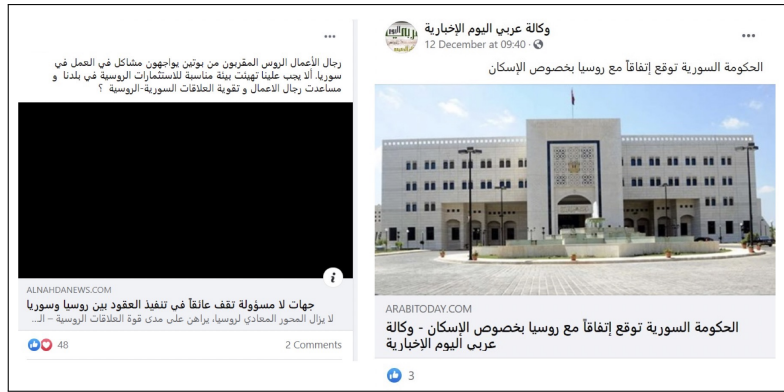 رجال الأعمال الروس المقربون من بوتين يواجهون مشاكل في العمل في
سوريا. ألا يجب علينا تهيئت بيئة مناسبة للاستثمارات الروسية في بلدنا و
مساعدت رجال الاعمال و تقوية العلاقات السورية-الروسية ؟
ALNAHDANEWS.COM
جهات لا مسؤولة تقف عائقاً في تنفيذ العقود بين روسيا وسوريا
لا يزال المحور المعادي لروسيا، يراهن على مدى قوة العلاقات الروسية – الـ...
48
2 Comments
وكالة عربي اليوم الإخبارية
12 December at 09:40
الحكومة السورية توقع إتفاقاً مع روسيا بخصوص الإسكان
ARABITODAY.COM
الحكومة السورية توقع إتفاقاً مع روسيا بخصوص الإسكان - وكالة
عربي اليوم الإخبارية
3